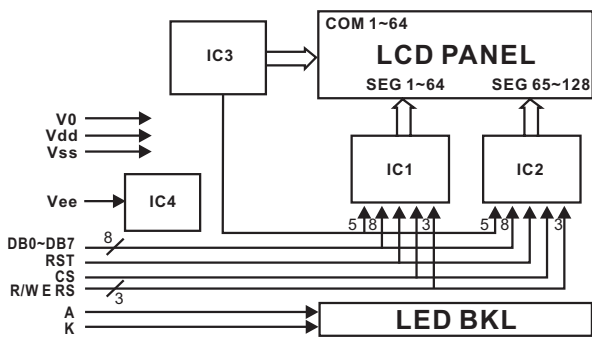 COM 1~64
LCD PANEL
SEG 1~64 SEG 65~128
IC3
V0
Vdd
Vss
IC1
IC2
Vee
IC4
5 8 3 5 8 3
DB0~DB7 8
RST
CS
R/W E RS 3
A
K
LED BKL